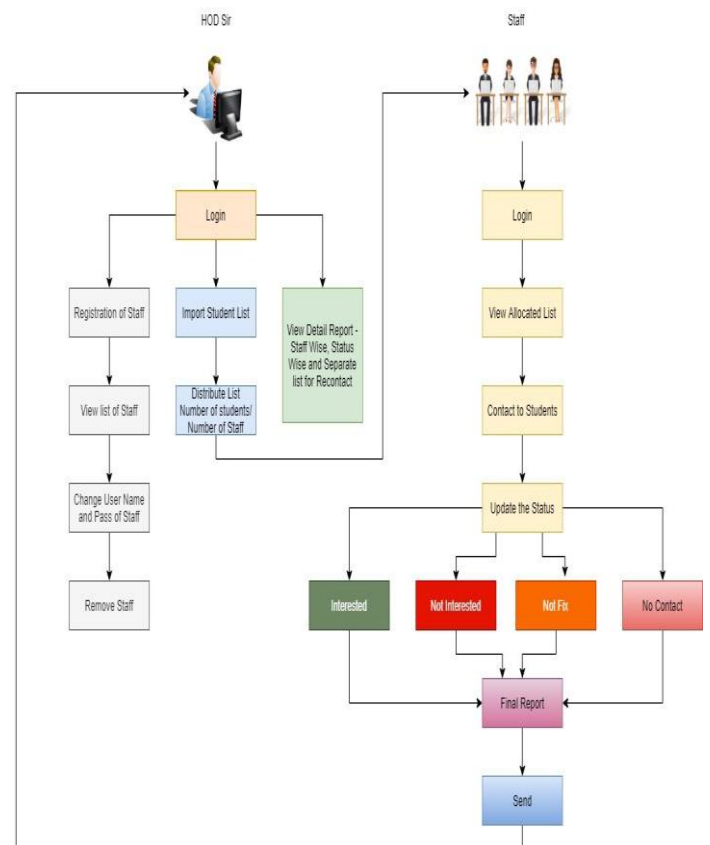 HOD Sir
Staff
Login
Login
Registration of Staff
Import Student List
View Detail Report -
Staff Wise, Status
Wise and Separate
list for Recontact
View Allocated List
View list of Staff
Distribute List
Number of students/
Number of Staff
Contact to Students
Change User Name
and Pass of Staff
Update the Status
Remove Staff
Interested
Not Interested
Not Fix
No Contact
Final Report
Send